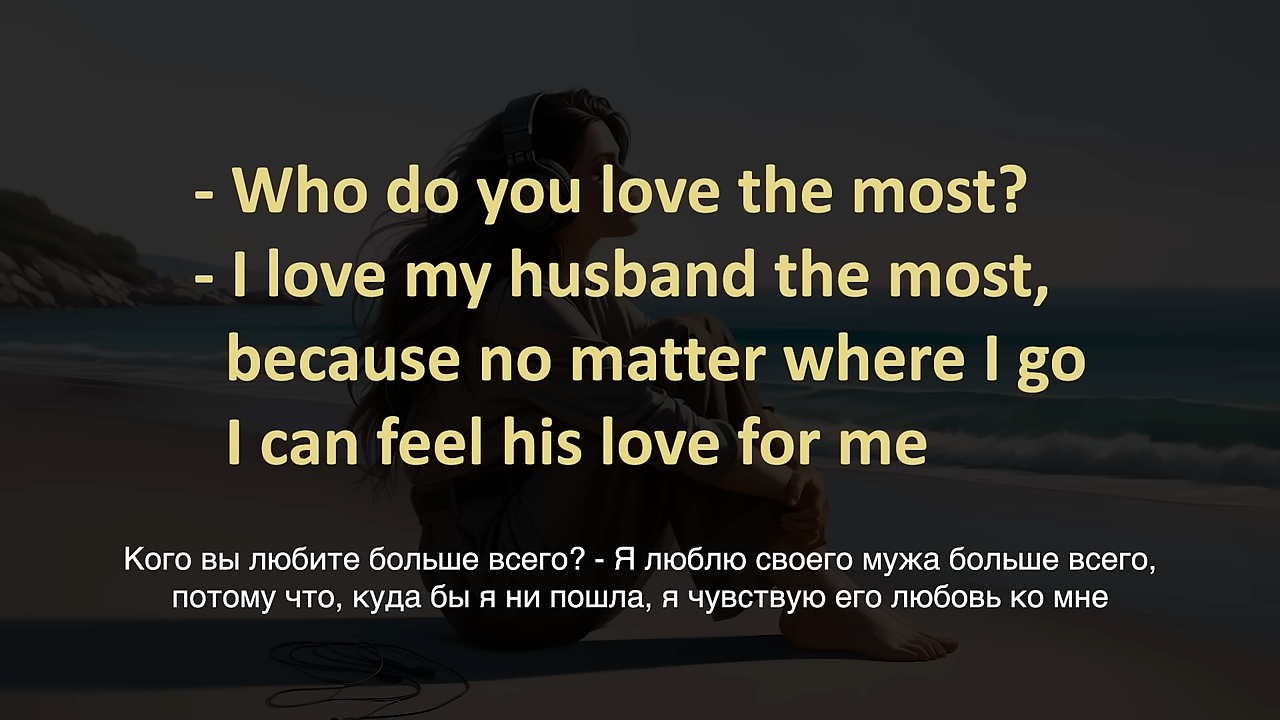 - Who do you love the most?
- I love my husband the most,
because no matter where I go
I can feel his love for me
Кого вы любите больше всего? - Я люблю своего мужа больше всего,
потому что, куда бы я ни пошла, я чувствую его любовь ко мне